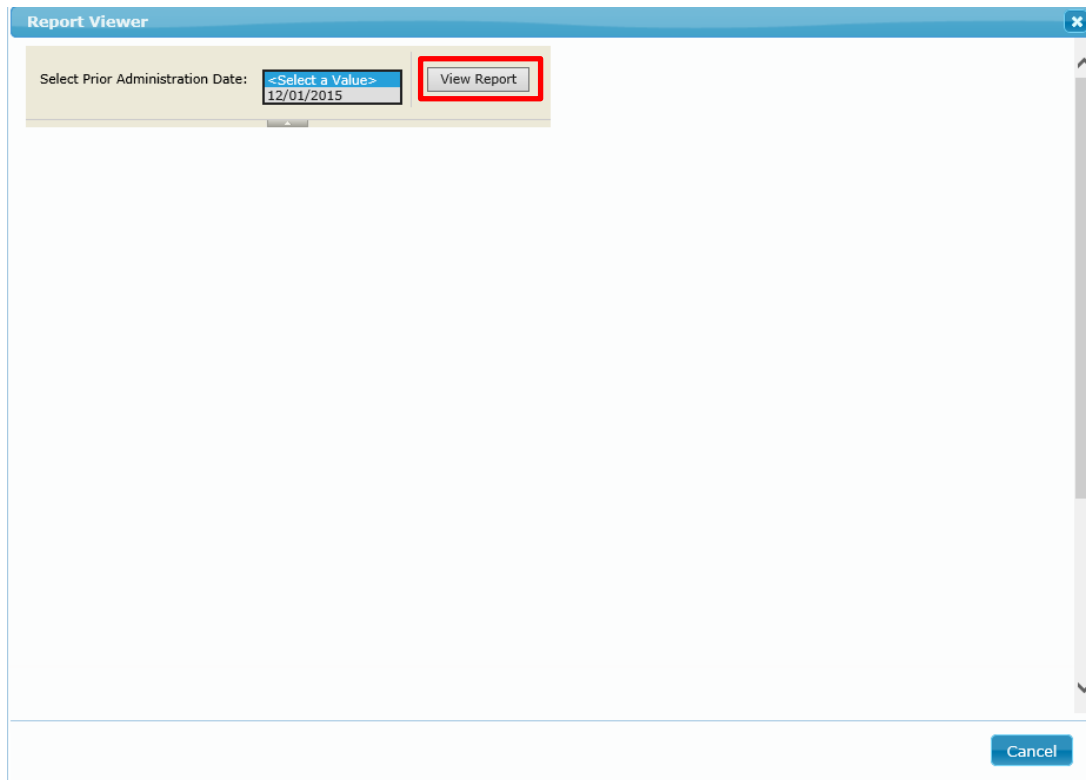 Report Viewer
Select Prior Administration Date:
<Select a Value>
12/01/2015
View Report
Cancel